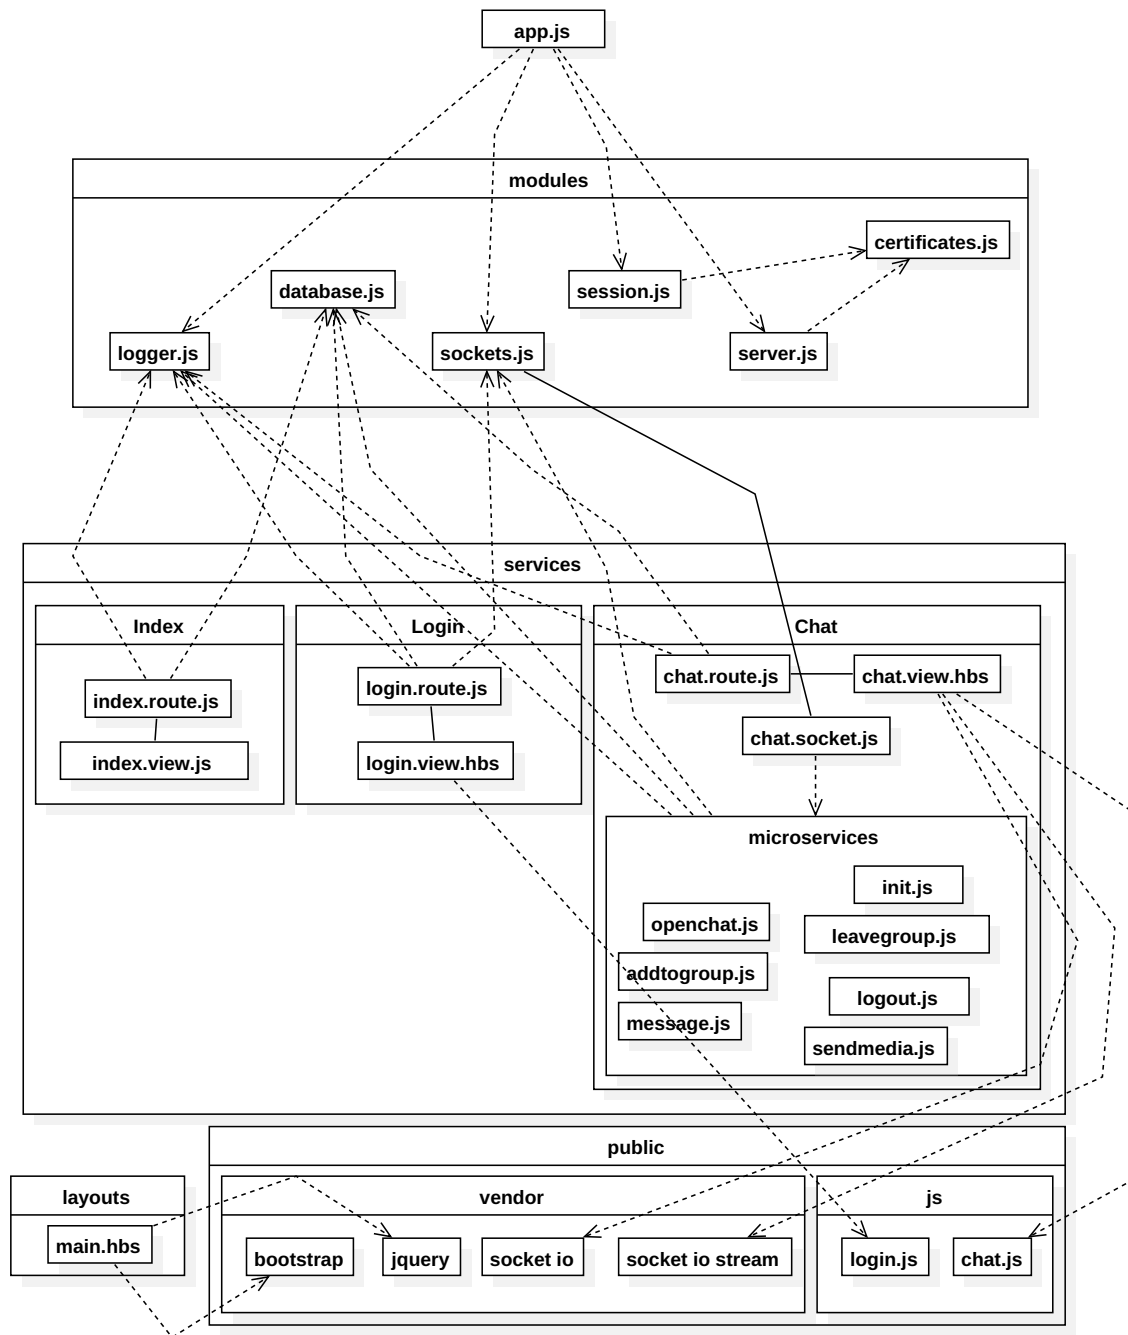 app.js
modules
certificates.js
database.js
session.js
logger.js
sockets.js
server.js
services
Index
Login
Chat
index.route.js
login.route.js
chat.route.js
chat.view.hbs
index.view.js
login.view.hbs
chat.socket.js
microservices
init.js
openchat.js
leavegroup.js
addtogroup.js
logout.js
message.js
sendmedia.js
public
layouts
vendor
js
main.hbs
bootstrap
jquery
socket io
socket io stream
login.js
chat.js